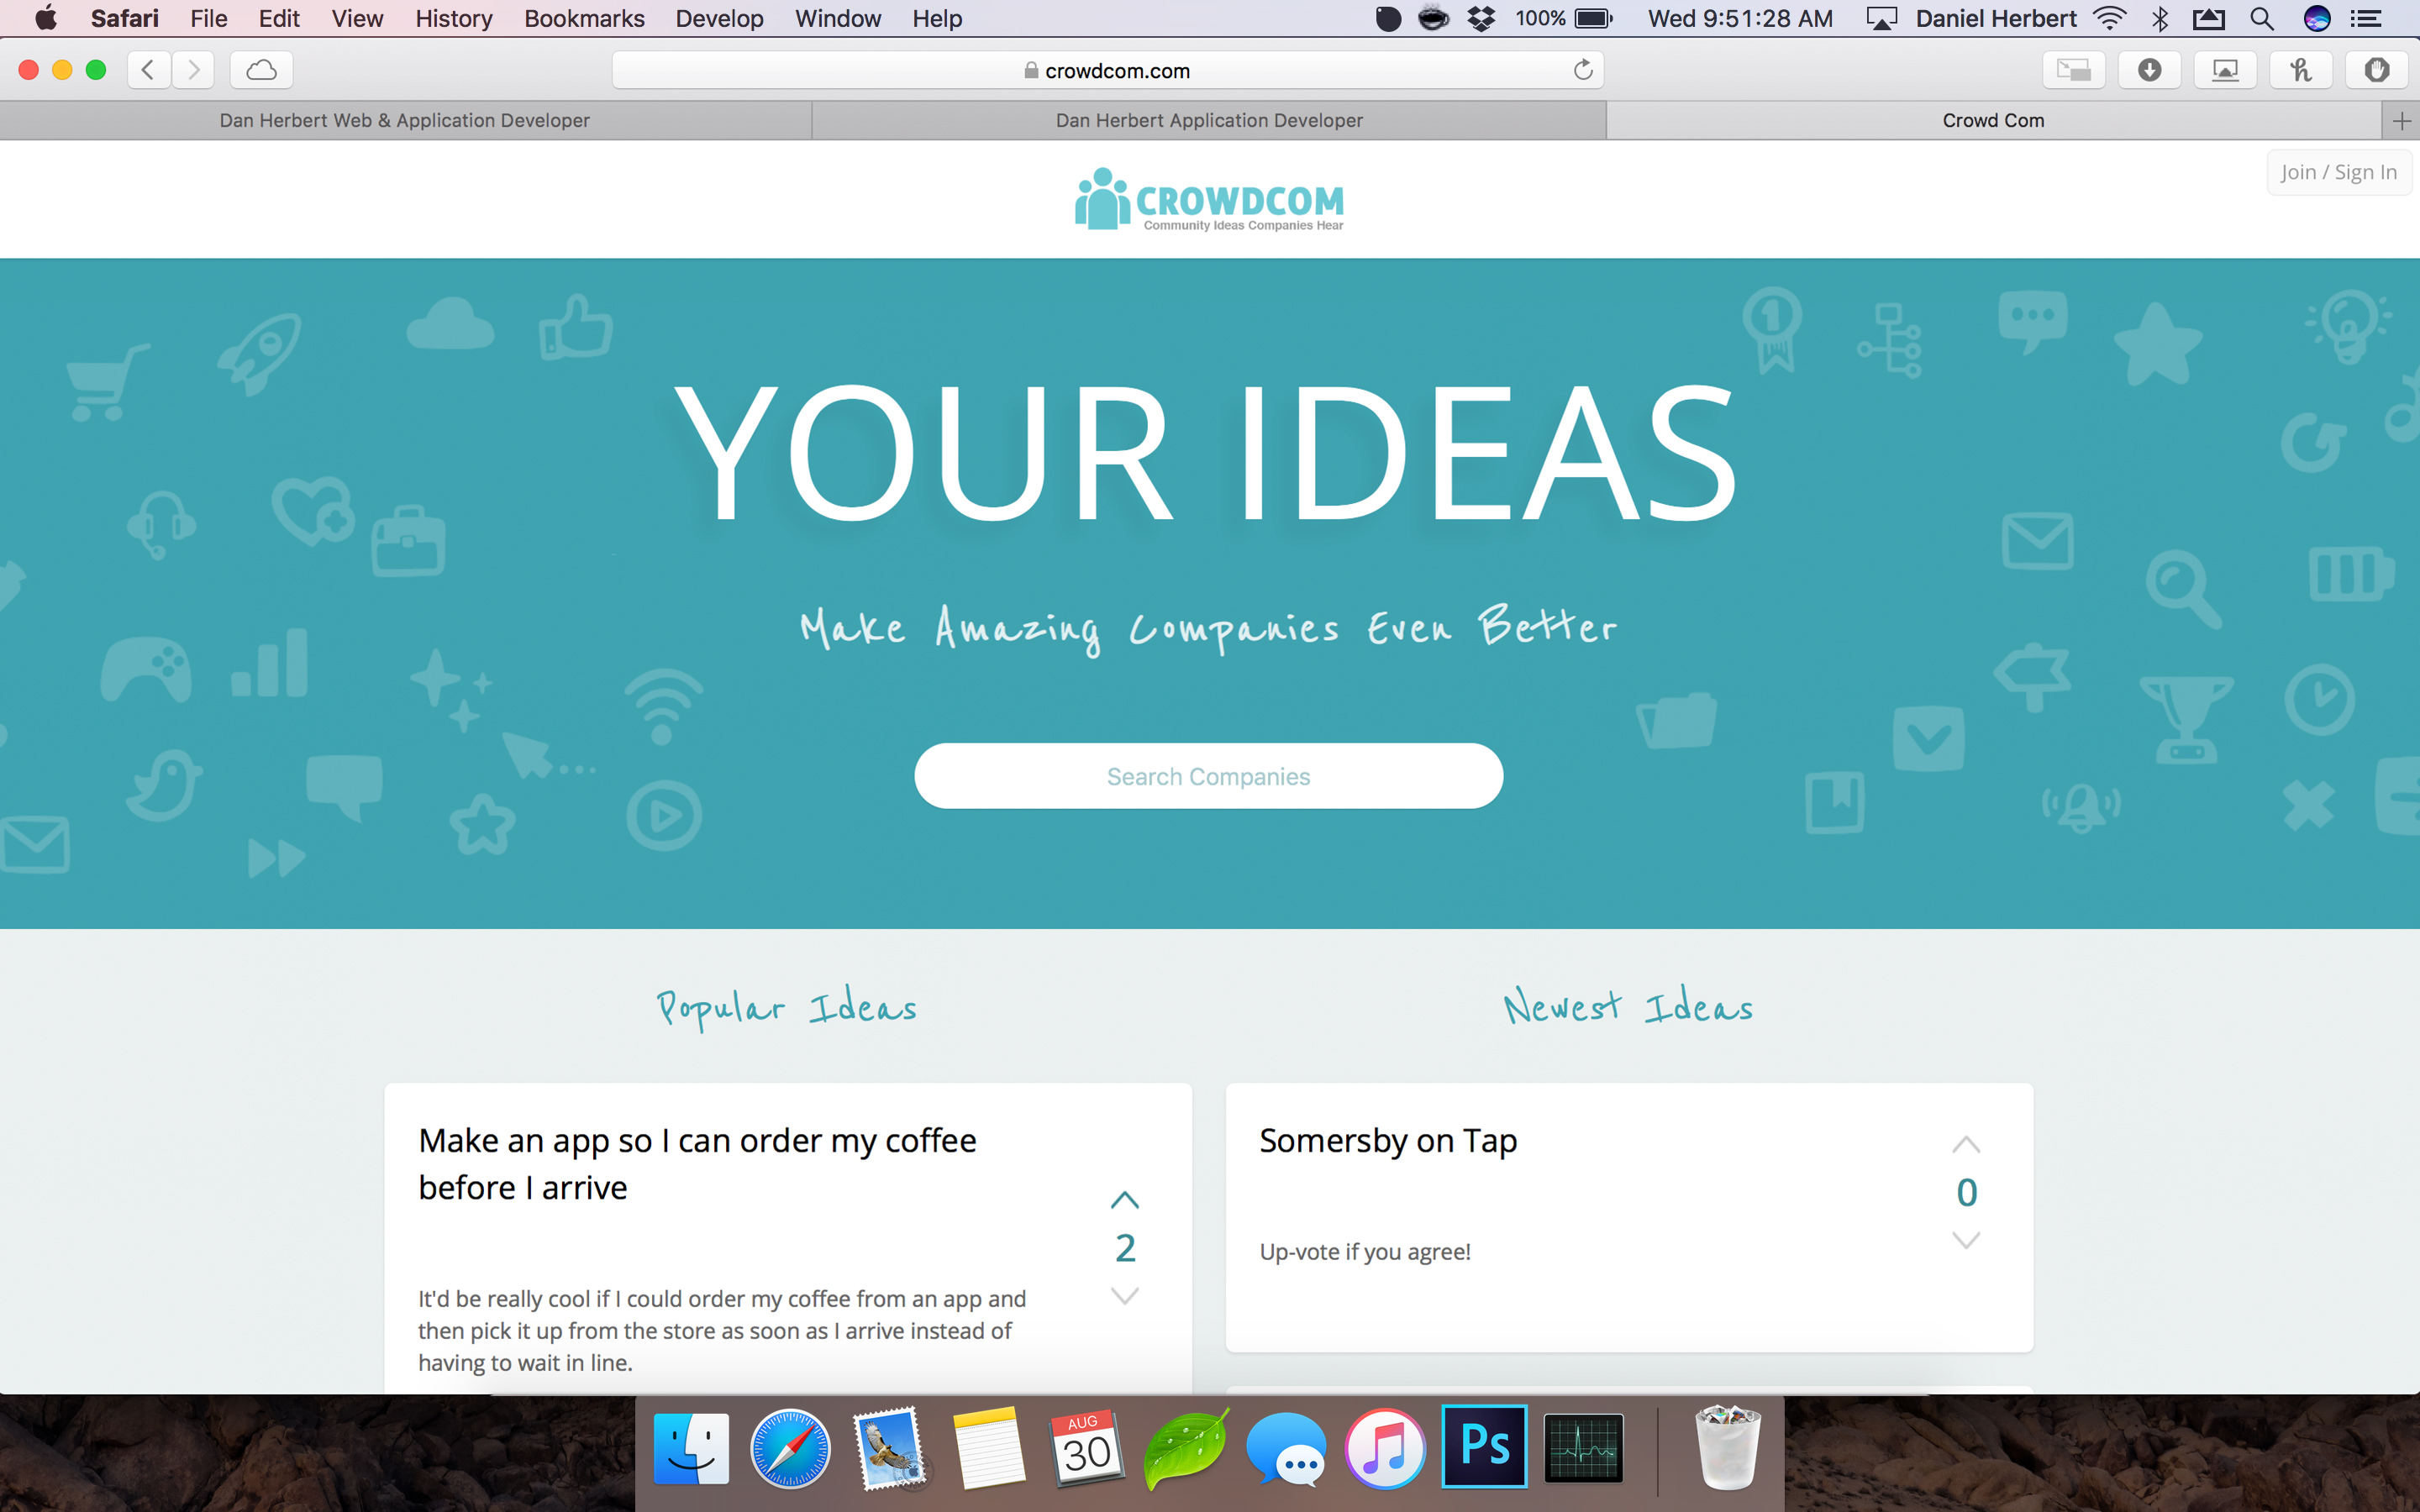 Safari File Edit View History Bookmarks Develop Window Help 100% Wed 9:51:28 AM Daniel Herbert
crowdcom.com
Dan Herbert Web & Application Developer
Dan Herbert Application Developer
Crowd Com
Join / Sign In
CROWDCOM
Community Ideas Companies Hear
YOUR IDEAS
Make Amazing Companies Even Better
Search Companies
Popular Ideas
Make an app so I can order my coffee
before I arrive
2
It'd be really cool if I could order my coffee from an app and
then pick it up from the store as soon as I arrive instead of
having to wait in line.
Newest Ideas
Somersby on Tap
0
Up-vote if you agree!
AUG
30
Ps